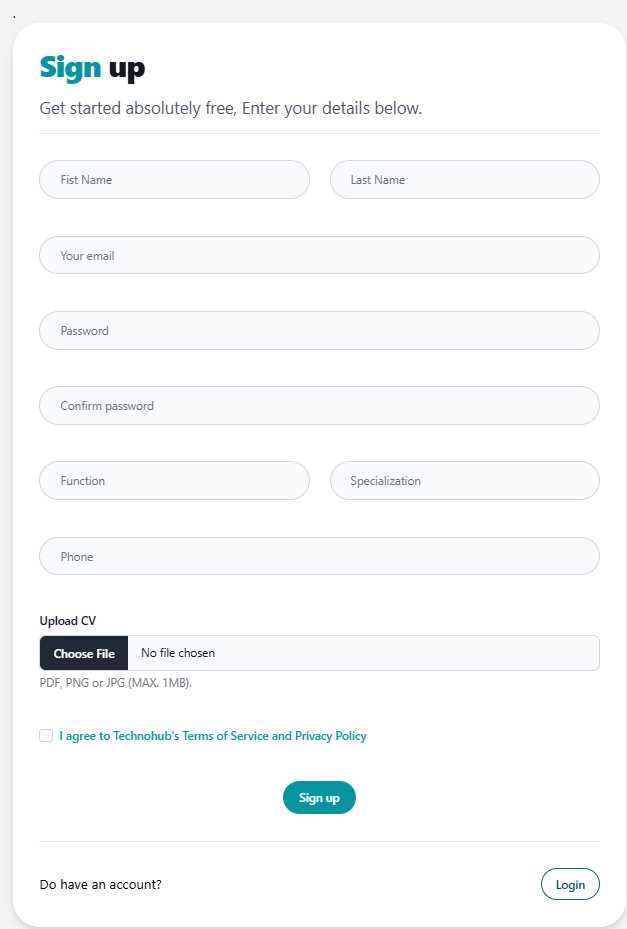 .
Sign up
Get started absolutely free, Enter your details below.
Fist Name
Last Name
Your email
Password
Confirm password
Function
Specialization
Phone
Upload CV
Choose File No file chosen
PDF, PNG or JPG (MAX. 1MB).
I agree to Technohub's Terms of Service and Privacy Policy
Sign up
Do have an account?
Login